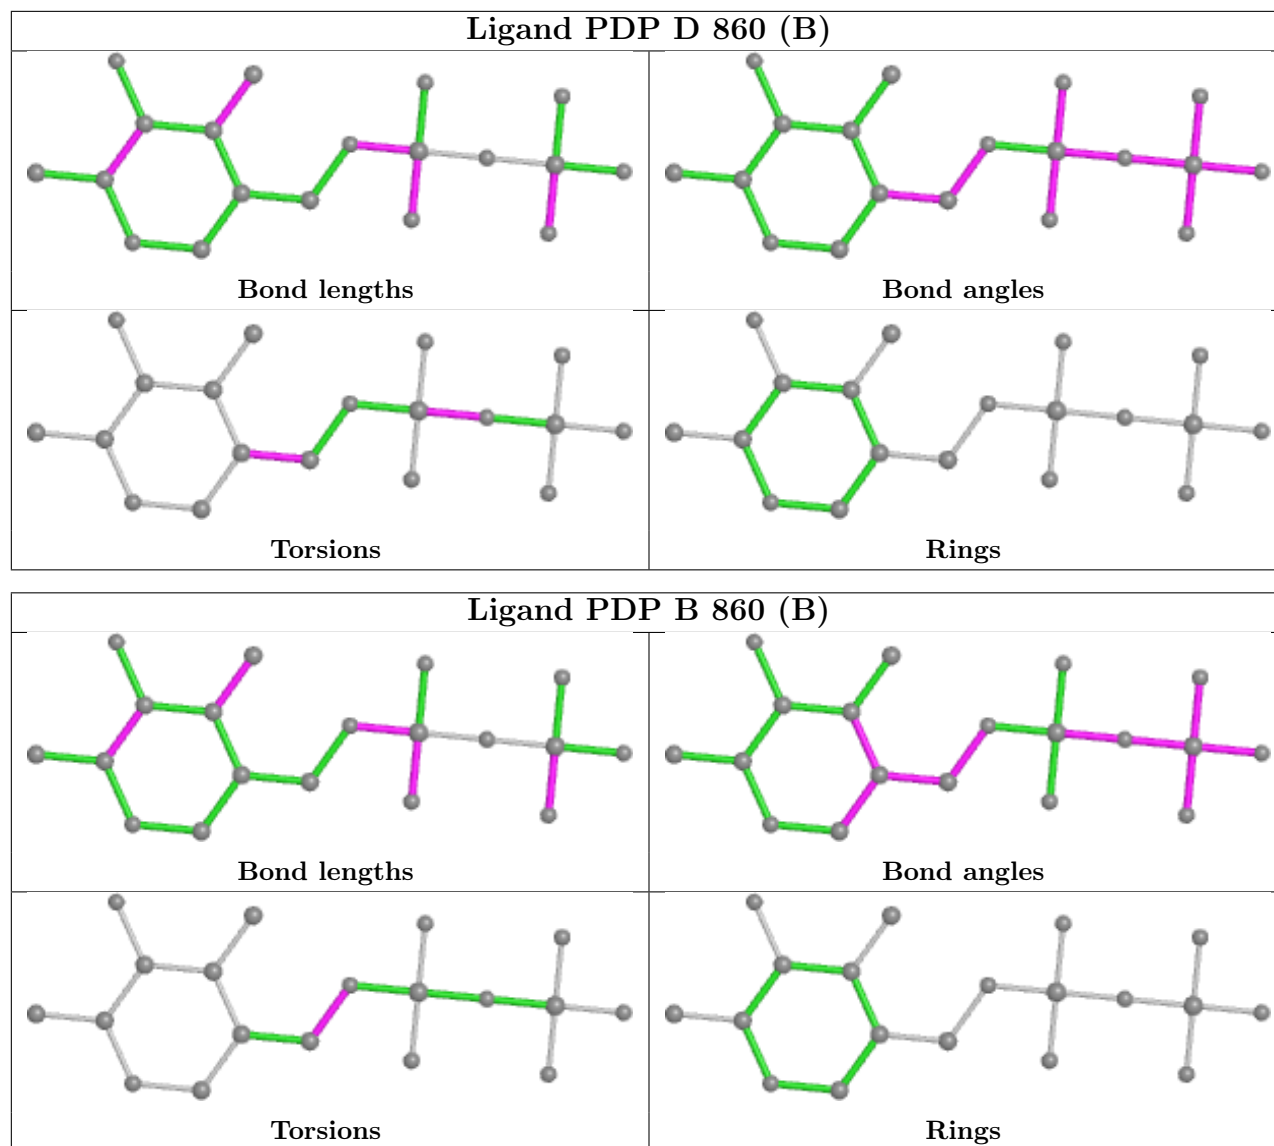 Ligand PDP D 860 (B)
Bond lengths
Bond angles
Torsions
Rings
Ligand PDP B 860 (B)
Bond lengths
Bond angles
Torsions
Rings